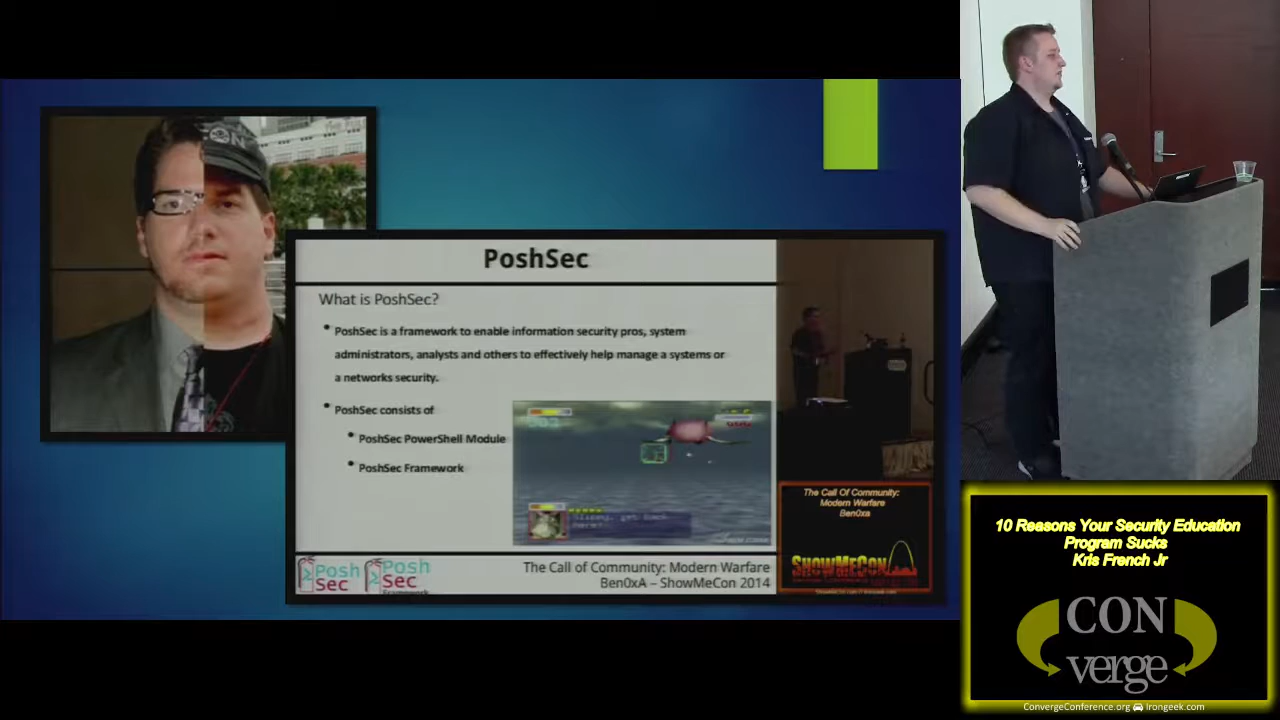 CON
PoshSec
What is PoshSec?
• PoshSec is a framework to enable information security pros, system
administrators, analysts and others to effectively help manage a systems or
a networks security.
• PoshSec consists of
• PoshSec PowerShell Module
• PoshSec Framework
Posh
Sec
Posh
Sec
Framework
The Call of Community: Modern Warfare
Ben0xA – ShowMeCon 2014
The Call Of Community:
Modern Warfare
Ben0xa
ShowMeCon
10 Reasons Your Security Education
Program Sucks
Kris French Jr
CON
verge
ConvergeConference.org Irongeek.com